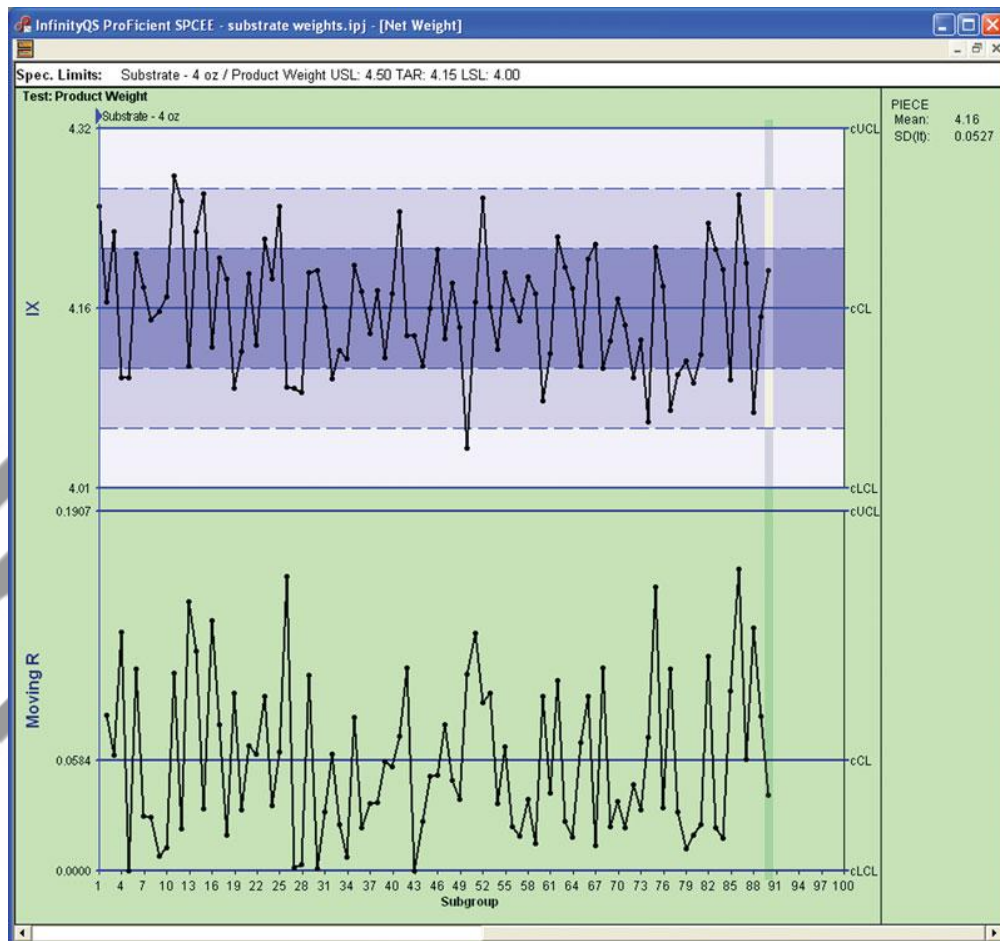 InfinityQS ProFicient SPCEE - substrate weights.ipj - [Net Weight]
Spec. Limits: Substrate - 4 oz / Product Weight USL: 4.50 TAR: 4.15 LSL: 4.00
Test: Product Weight
Substrate - 4 oz
PIECE
Mean: 4.16
SD(lt): 0.0527
4.32 cUCL
IX
4.16 cCL
4.01 cLCL
0.1907 cUCL
Moving R
0.0584 cCL
0.0000 cLCL
1 4 7 10 13 16 19 22 25 28 31 34 37 40 43 46 49 52 55 58 61 64 67 70 73 76 79 82 85 88 91 94 97 100
Subgroup